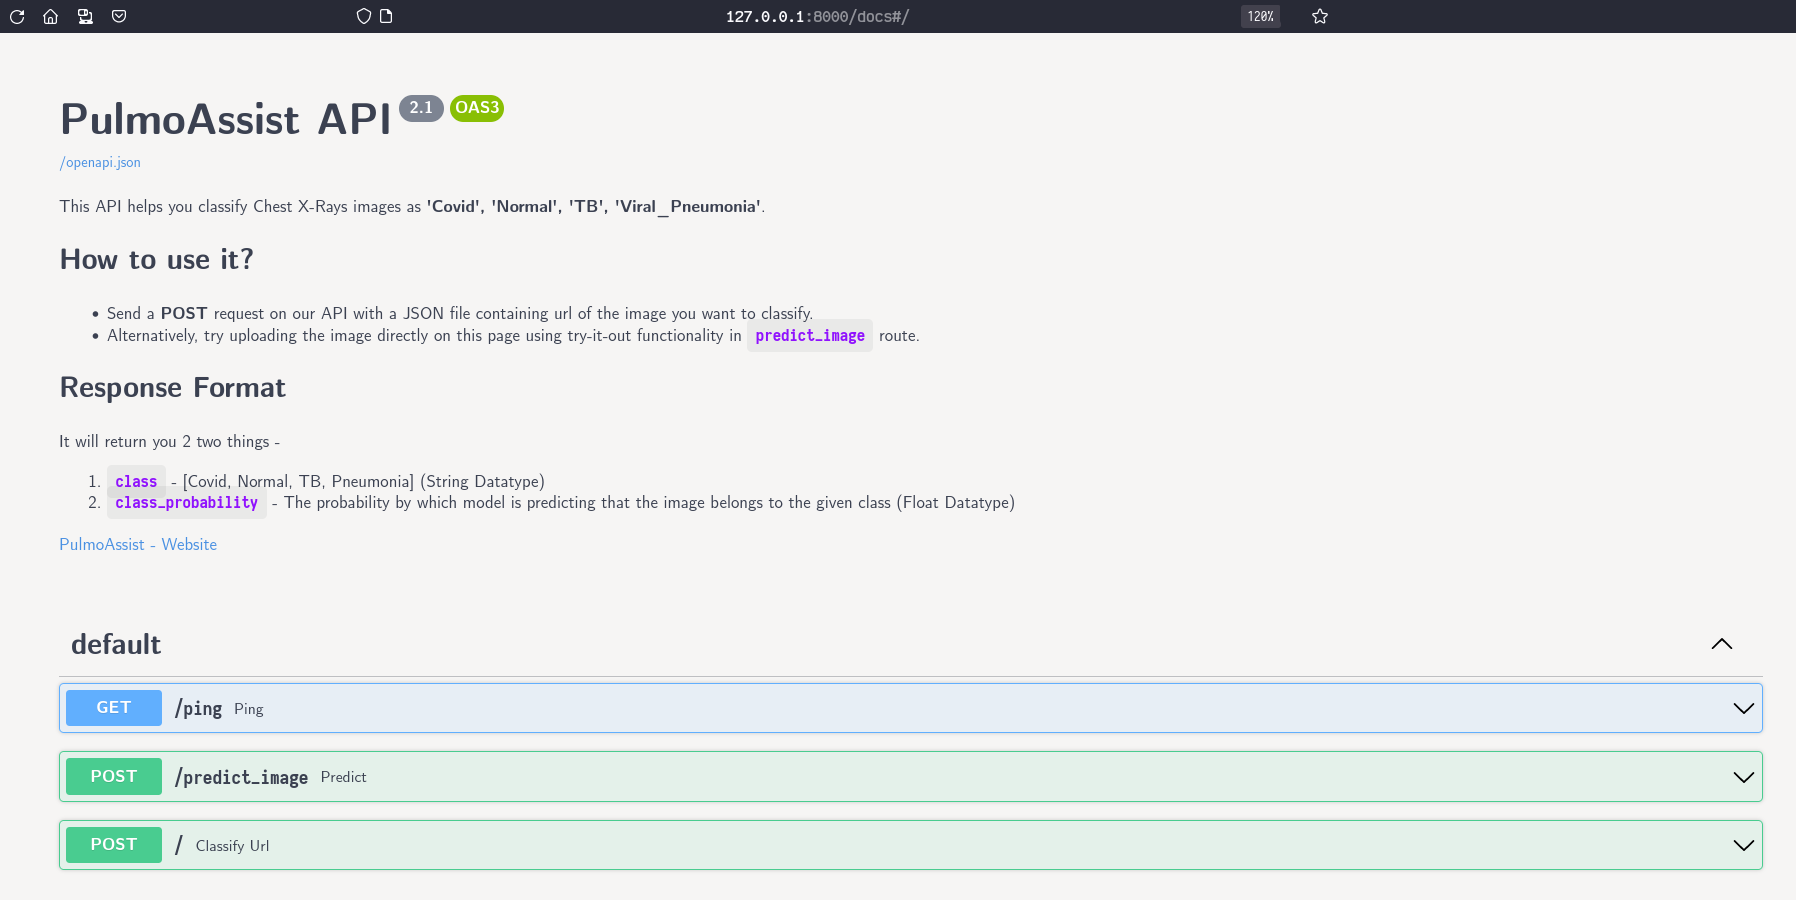 127.0.0.1:8000/docs#/ 120%
PulmoAssist API 2.1 OAS3
/openapi.json
This API helps you classify Chest X-Rays images as 'Covid', 'Normal', 'TB', 'Viral_Pneumonia'.
How to use it?
• Send a POST request on our API with a JSON file containing url of the image you want to classify.
• Alternatively, try uploading the image directly on this page using try-it-out functionality in predict_image route.
Response Format
It will return you 2 two things -
1. class - [Covid, Normal, TB, Pneumonia] (String Datatype)
2. class_probability - The probability by which model is predicting that the image belongs to the given class (Float Datatype)
PulmoAssist - Website
default
GET /ping Ping
POST /predict_image Predict
POST / Classify Url